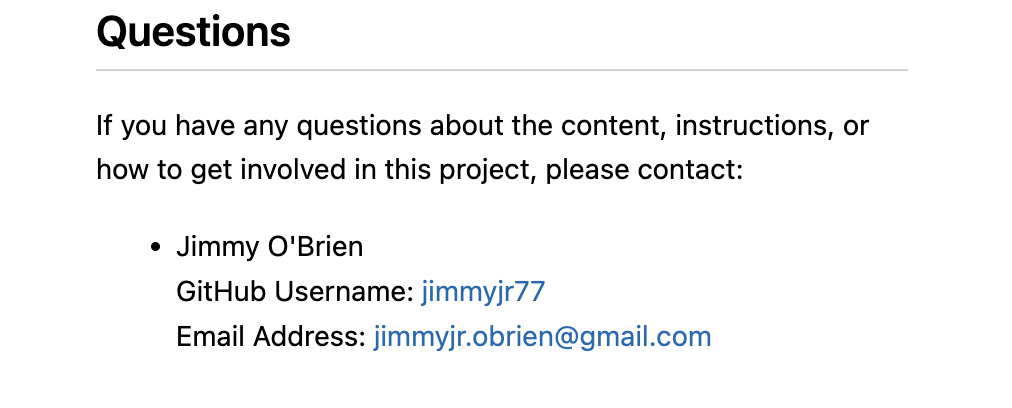 Questions
If you have any questions about the content, instructions, or
how to get involved in this project, please contact:
• Jimmy O'Brien
GitHub Username: jimmyjr77
Email Address: jimmyjr.obrien@gmail.com